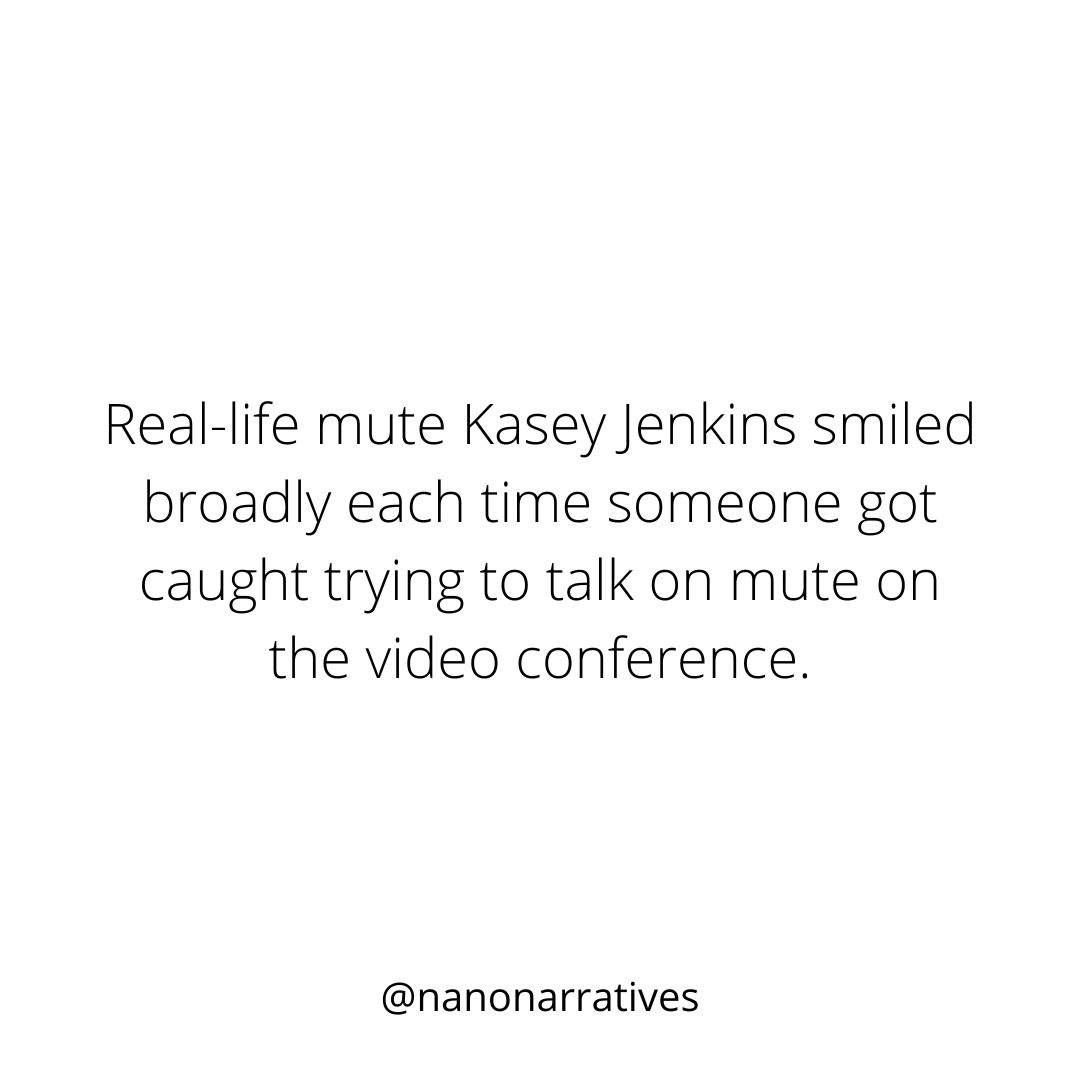 Real-life mute Kasey Jenkins smiled
broadly each time someone got
caught trying to talk on mute on
the video conference.
@nanonarratives